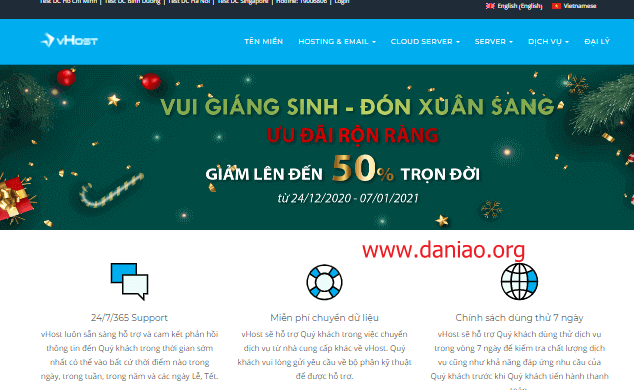 Test DC Hồ Chí Minh | Test DC Bình Dương | Test DC Hà Nội | Test DC Singapore | Hotline: 19006806 | Login
English (English)
Vietnamese
vHost
TÊN MIỀN HOSTING & EMAIL CLOUD SERVER SERVER DỊCH VỤ ĐẠI LÝ
VUI GIÁNG SINH - ĐÓN XUÂN SANG
ƯU ĐÃI RỘN RÀNG
GIẢM LÊN ĐẾN 50% TRỌN ĐỜI
từ 24/12/2020 - 07/01/2021
www.daniao.org
24/7/365 Support
vHost luôn sẵn sàng hỗ trợ và cam kết phản hồi
thông tin đến Quý khách trong thời gian sớm
nhất có thể vào bất cứ thời điểm nào trong
ngày, trong tuần, trong năm và các ngày Lễ, Tết.
Miễn phí chuyển dữ liệu
vHost sẽ hỗ trợ Quý khách trong việc chuyển
dịch vụ từ nhà cung cấp khác về vHost. Quý
khách vui lòng gửi yêu cầu về bộ phận kỹ thuật
để được hỗ trợ.
Chính sách dùng thử 7 ngày
vHost sẽ hỗ trợ Quý khách dùng thử dịch vụ
trong vòng 7 ngày để kiểm tra chất lượng dịch
vụ cũng như khả năng đáp ứng nhu cầu của
Quý khách trước khi Quý khách tiến hành thanh